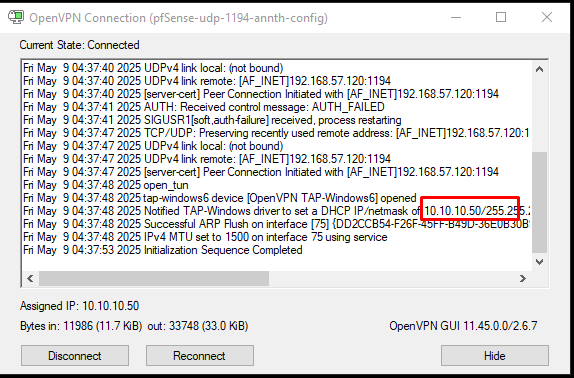 OpenVPN Connection (pfSense-udp-1194-annth-config)
Current State: Connected
Fri May 9 04:37:40 2025 UDPv4 link local: (not bound)
Fri May 9 04:37:40 2025 UDPv4 link remote: [AF_INET]192.168.57.120:1194
Fri May 9 04:37:40 2025 [server-cert] Peer Connection Initiated with [AF_INET]192.168.57.120:1194
Fri May 9 04:37:41 2025 AUTH: Received control message: AUTH_FAILED
Fri May 9 04:37:41 2025 SIGUSR1[soft,auth-failure] received, process restarting
Fri May 9 04:37:47 2025 TCP/UDP: Preserving recently used remote address: [AF_INET]192.168.57.120:1
Fri May 9 04:37:47 2025 UDPv4 link local: (not bound)
Fri May 9 04:37:47 2025 UDPv4 link remote: [AF_INET]192.168.57.120:1194
Fri May 9 04:37:47 2025 [server-cert] Peer Connection Initiated with [AF_INET]192.168.57.120:1194
Fri May 9 04:37:48 2025 open_tun
Fri May 9 04:37:48 2025 tap-windows6 device [OpenVPN TAP-Windows6] opened
Fri May 9 04:37:48 2025 Notified TAP-Windows driver to set a DHCP IP/netmask of 10.10.10.50/255.255.2
Fri May 9 04:37:48 2025 Successful ARP Flush on interface [75] {DD2CCB54-F26F-45FF-B49D-36E0B30B
Fri May 9 04:37:48 2025 IPv4 MTU set to 1500 on interface 75 using service
Fri May 9 04:37:53 2025 Initialization Sequence Completed
Assigned IP: 10.10.10.50
Bytes in: 11986 (11.7 KiB) out: 33748 (33.0 KiB)
OpenVPN GUI 11.45.0.0/2.6.7
Disconnect
Reconnect
Hide